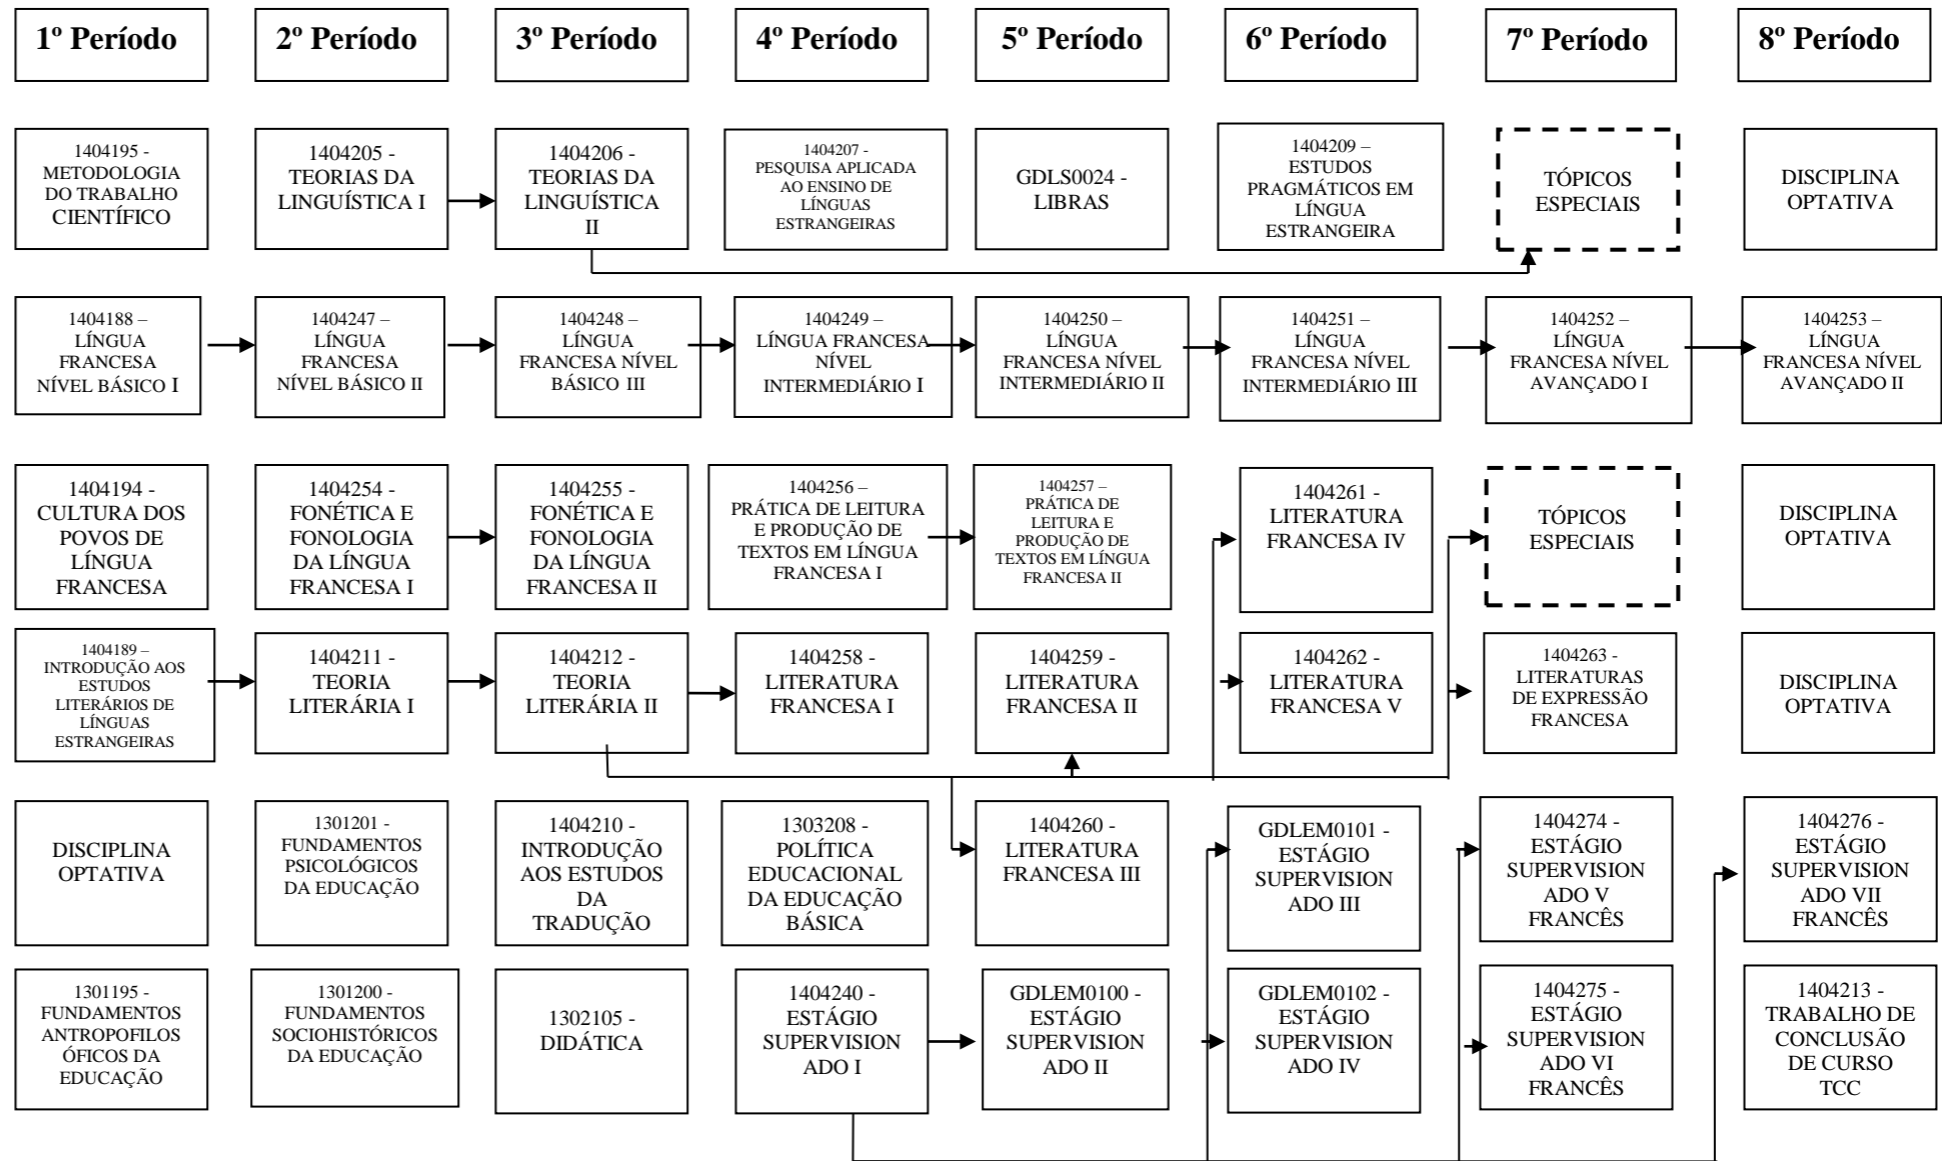 1º Período
2º Período
3º Período
4º Período
5º Período
6º Período
7º Período
8º Período
1404195 -
METODOLOGIA
DO TRABALHO
CIENTÍFICO
1404205 -
TEORIAS DA
LINGUÍSTICA I
1404206 -
TEORIAS DA
LINGUÍSTICA
II
1404207 -
PESQUISA APLICADA
AO ENSINO DE
LÍNGUAS
ESTRANGEIRAS
GDLS0024 -
LIBRAS
1404209 –
ESTUDOS
PRAGMÁTICOS EM
LÍNGUA
ESTRANGEIRA
TÓPICOS
ESPECIAIS
DISCIPLINA
OPTATIVA
1404188 –
LÍNGUA
FRANCESA
NÍVEL BÁSICO I
1404247 –
LÍNGUA
FRANCESA
NÍVEL BÁSICO II
1404248 –
LÍNGUA
FRANCESA NÍVEL
BÁSICO III
1404249 –
LÍNGUA FRANCESA
NÍVEL
INTERMEDIÁRIO I
1404250 –
LÍNGUA
FRANCESA NÍVEL
INTERMEDIÁRIO II
1404251 –
LÍNGUA
FRANCESA NÍVEL
INTERMEDIÁRIO III
1404252 –
LÍNGUA
FRANCESA NÍVEL
AVANÇADO I
1404253 –
LÍNGUA
FRANCESA NÍVEL
AVANÇADO II
1404194 -
CULTURA DOS
POVOS DE
LÍNGUA
FRANCESA
1404254 -
FONÉTICA E
FONOLOGIA
DA LÍNGUA
FRANCESA I
1404255 -
FONÉTICA E
FONOLOGIA
DA LÍNGUA
FRANCESA II
1404256 –
PRÁTICA DE LEITURA
E PRODUÇÃO DE
TEXTOS EM LÍNGUA
FRANCESA I
1404257 –
PRÁTICA DE
LEITURA E
PRODUÇÃO DE
TEXTOS EM LÍNGUA
FRANCESA II
1404261 -
LITERATURA
FRANCESA IV
TÓPICOS
ESPECIAIS
DISCIPLINA
OPTATIVA
1404189 –
INTRODUÇÃO AOS
ESTUDOS
LITERÁRIOS DE
LÍNGUAS
ESTRANGEIRAS
1404211 -
TEORIA
LITERÁRIA I
1404212 -
TEORIA
LITERÁRIA II
1404258 -
LITERATURA
FRANCESA I
1404259 -
LITERATURA
FRANCESA II
1404262 -
LITERATURA
FRANCESA V
1404263 -
LITERATURAS
DE EXPRESSÃO
FRANCESA
DISCIPLINA
OPTATIVA
DISCIPLINA
OPTATIVA
1301201 -
FUNDAMENTOS
PSICOLÓGICOS
DA EDUCAÇÃO
1404210 -
INTRODUÇÃO
AOS ESTUDOS
DA
TRADUÇÃO
1303208 -
POLÍTICA
EDUCACIONAL
DA EDUCAÇÃO
BÁSICA
1404260 -
LITERATURA
FRANCESA III
GDLEM0101 -
ESTÁGIO
SUPERVISION
ADO III
1404274 -
ESTÁGIO
SUPERVISION
ADO V
FRANCÊS
1404276 -
ESTÁGIO
SUPERVISION
ADO VII
FRANCÊS
1301195 -
FUNDAMENTOS
ANTROPOFILOS
ÓFICOS DA
EDUCAÇÃO
1301200 -
FUNDAMENTOS
SOCIOHISTÓRICOS
DA EDUCAÇÃO
1302105 -
DIDÁTICA
1404240 -
ESTÁGIO
SUPERVISION
ADO I
GDLEM0100 -
ESTÁGIO
SUPERVISION
ADO II
GDLEM0102 -
ESTÁGIO
SUPERVISION
ADO IV
1404275 -
ESTÁGIO
SUPERVISION
ADO VI
FRANCÊS
1404213 -
TRABALHO DE
CONCLUSÃO
DE CURSO
TCC